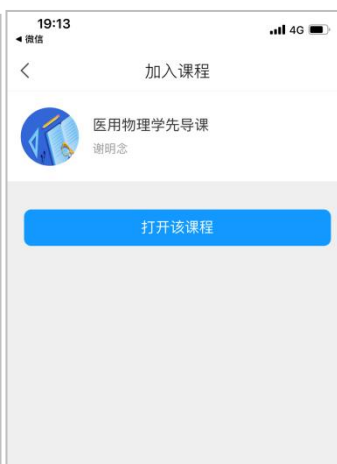 19:13
4G
◀ 微信
加入课程
医用物理学先导课
谢明念
打开该课程